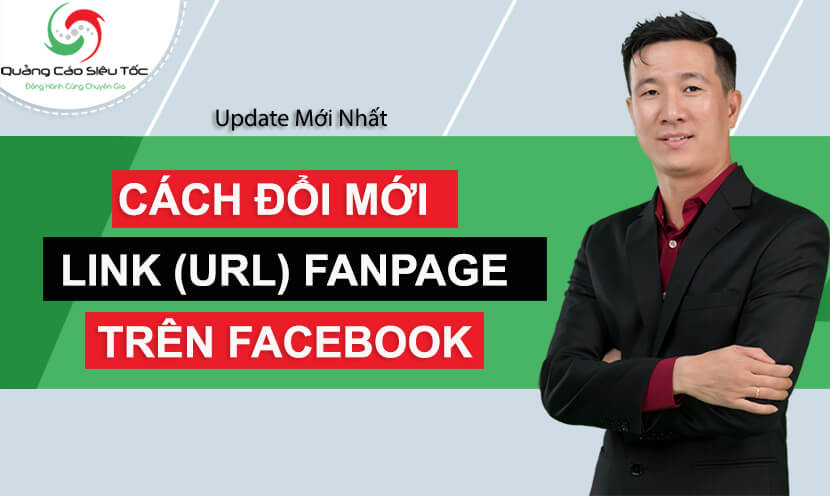 Quảng Cáo Siêu Tốc
Đồng Hành Cùng Chuyên Gia
Update Mới Nhất
CÁCH ĐỔI MỚI
LINK (URL) FANPAGE
TRÊN FACEBOOK